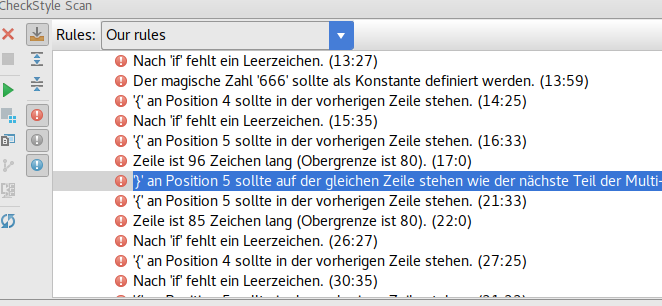 CheckStyle Scan
Rules: Our rules
Nach 'if' fehlt ein Leerzeichen. (13:27)
Der magische Zahl '666' sollte als Konstante definiert werden. (13:59)
'{' an Position 4 sollte in der vorherigen Zeile stehen. (14:25)
Nach 'if' fehlt ein Leerzeichen. (15:35)
'{' an Position 5 sollte in der vorherigen Zeile stehen. (16:33)
Zeile ist 96 Zeichen lang (Obergrenze ist 80). (17:0)
'}' an Position 5 sollte auf der gleichen Zeile stehen wie der nächste Teil der Multi-
'{' an Position 5 sollte in der vorherigen Zeile stehen. (21:33)
Zeile ist 85 Zeichen lang (Obergrenze ist 80). (22:0)
Nach 'if' fehlt ein Leerzeichen. (26:27)
'{' an Position 4 sollte in der vorherigen Zeile stehen. (27:25)
Nach 'if' fehlt ein Leerzeichen. (30:35)